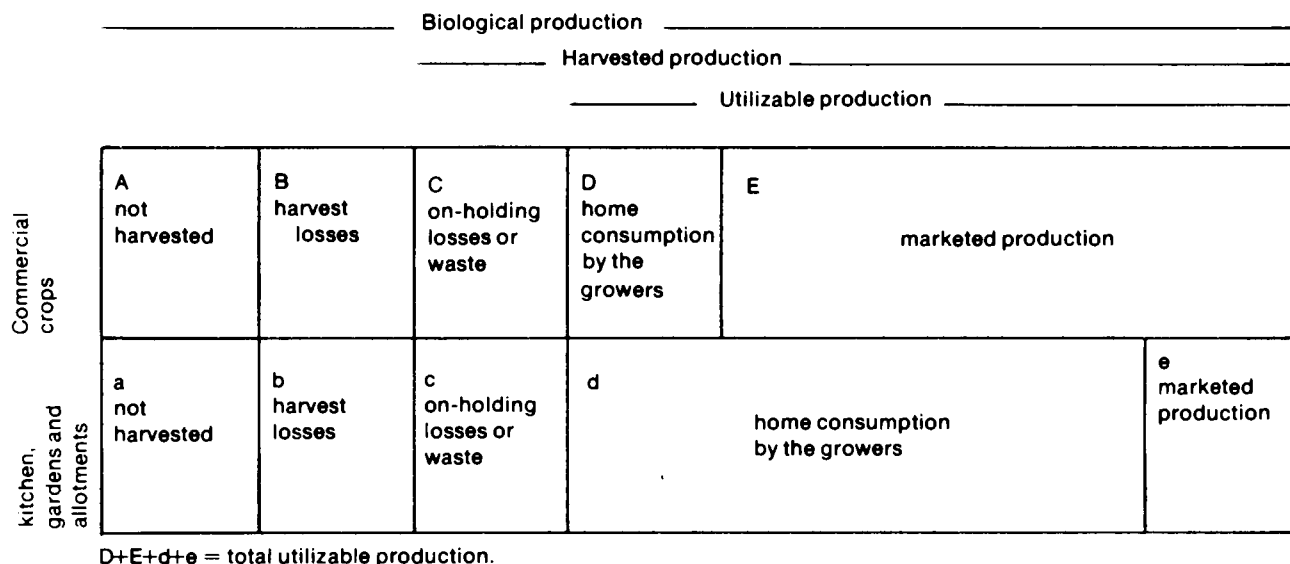 Biological production
Harvested production
Utilizable production
Commercial
crops
A
not
harvested
B
harvest
losses
C
on-holding
losses or
waste
D
home
consumption
by the
growers
E
marketed production
kitchen,
gardens and
allotments
a
not
harvested
b
harvest
losses
c
on-holding
losses or
waste
d
home consumption
by the growers
e
marketed
production
D+E+d+e = total utilizable production.